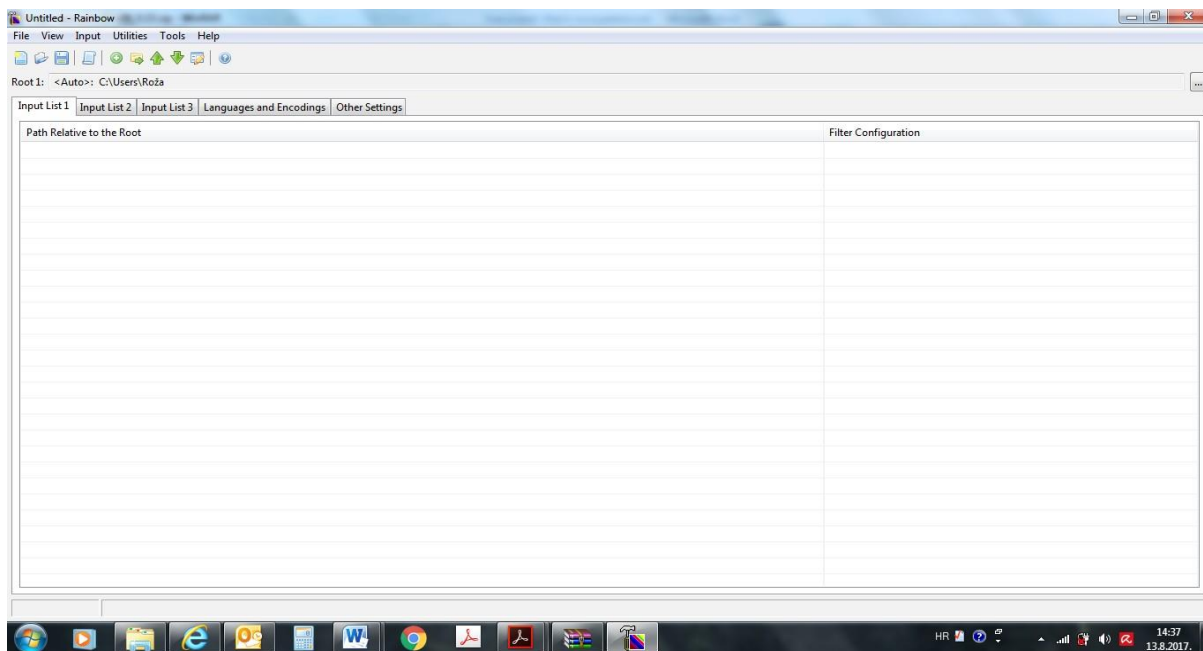 Untitled - Rainbow
File View Input Utilities Tools Help
Root 1: <Auto>: C:\Users\Roža
...
Input List 1 Input List 2 Input List 3 Languages and Encodings Other Settings
Path Relative to the Root Filter Configuration
HR
14:37
13.8.2017.